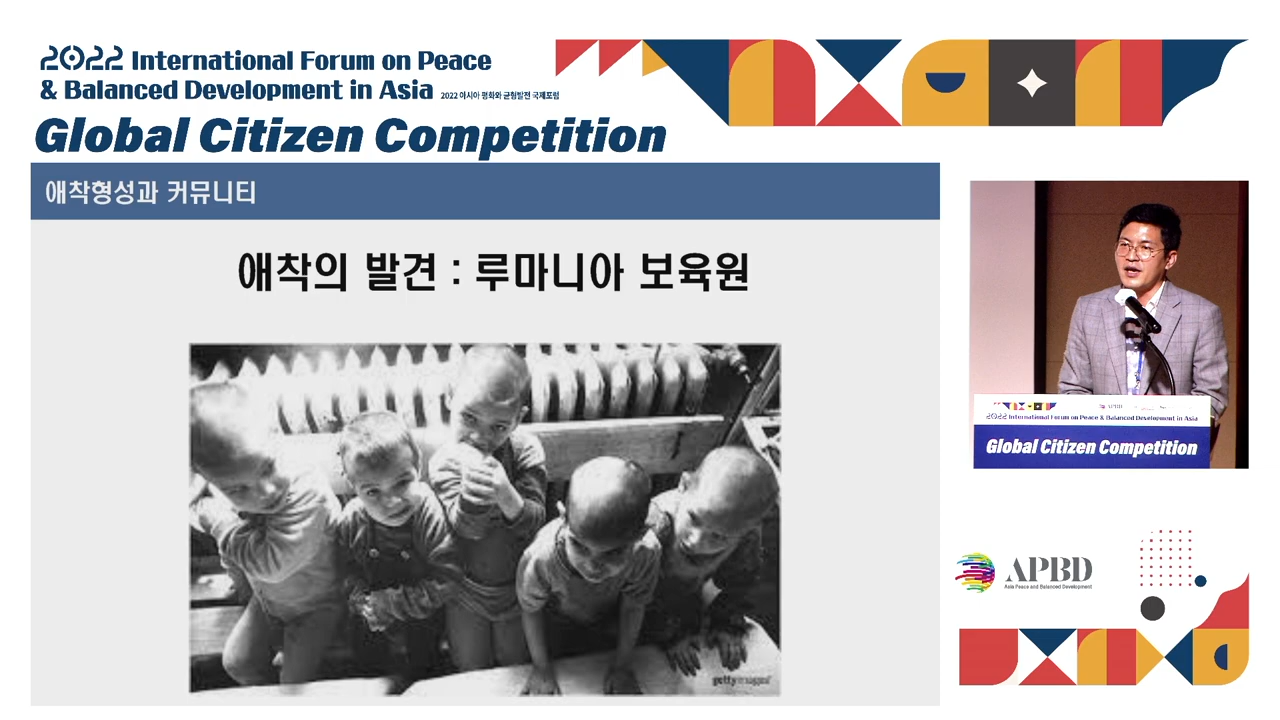 2022 International Forum on Peace
& Balanced Development in Asia 2022 아시아 평화와 균형발전 국제포럼
Global Citizen Competition
애착형성과 커뮤니티
애착의 발견 : 루마니아 보육원
gettyimages
2022 International Forum on Peace & Balanced Development in Asia
Global Citizen Competition
APBD
Asia Peace and Balanced Development